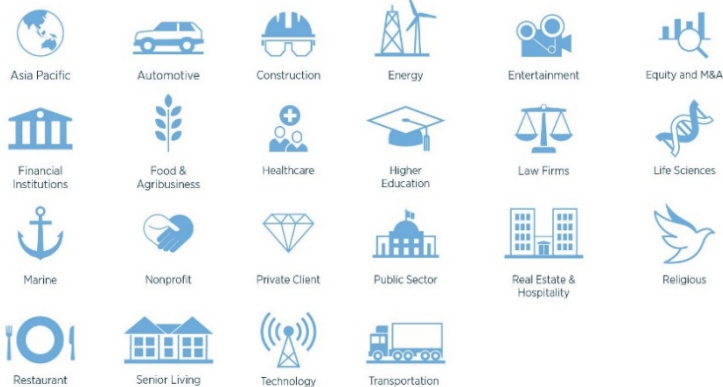 Asia Pacific
Automotive
Construction
Energy
Entertainment
Equity and M&A
Financial
Institutions
Food &
Agribusiness
Healthcare
Higher
Education
Law Firms
Life Sciences
Marine
Nonprofit
Private Client
Public Sector
Real Estate &
Hospitality
Religious
Restaurant
Senior Living
Technology
Transportation